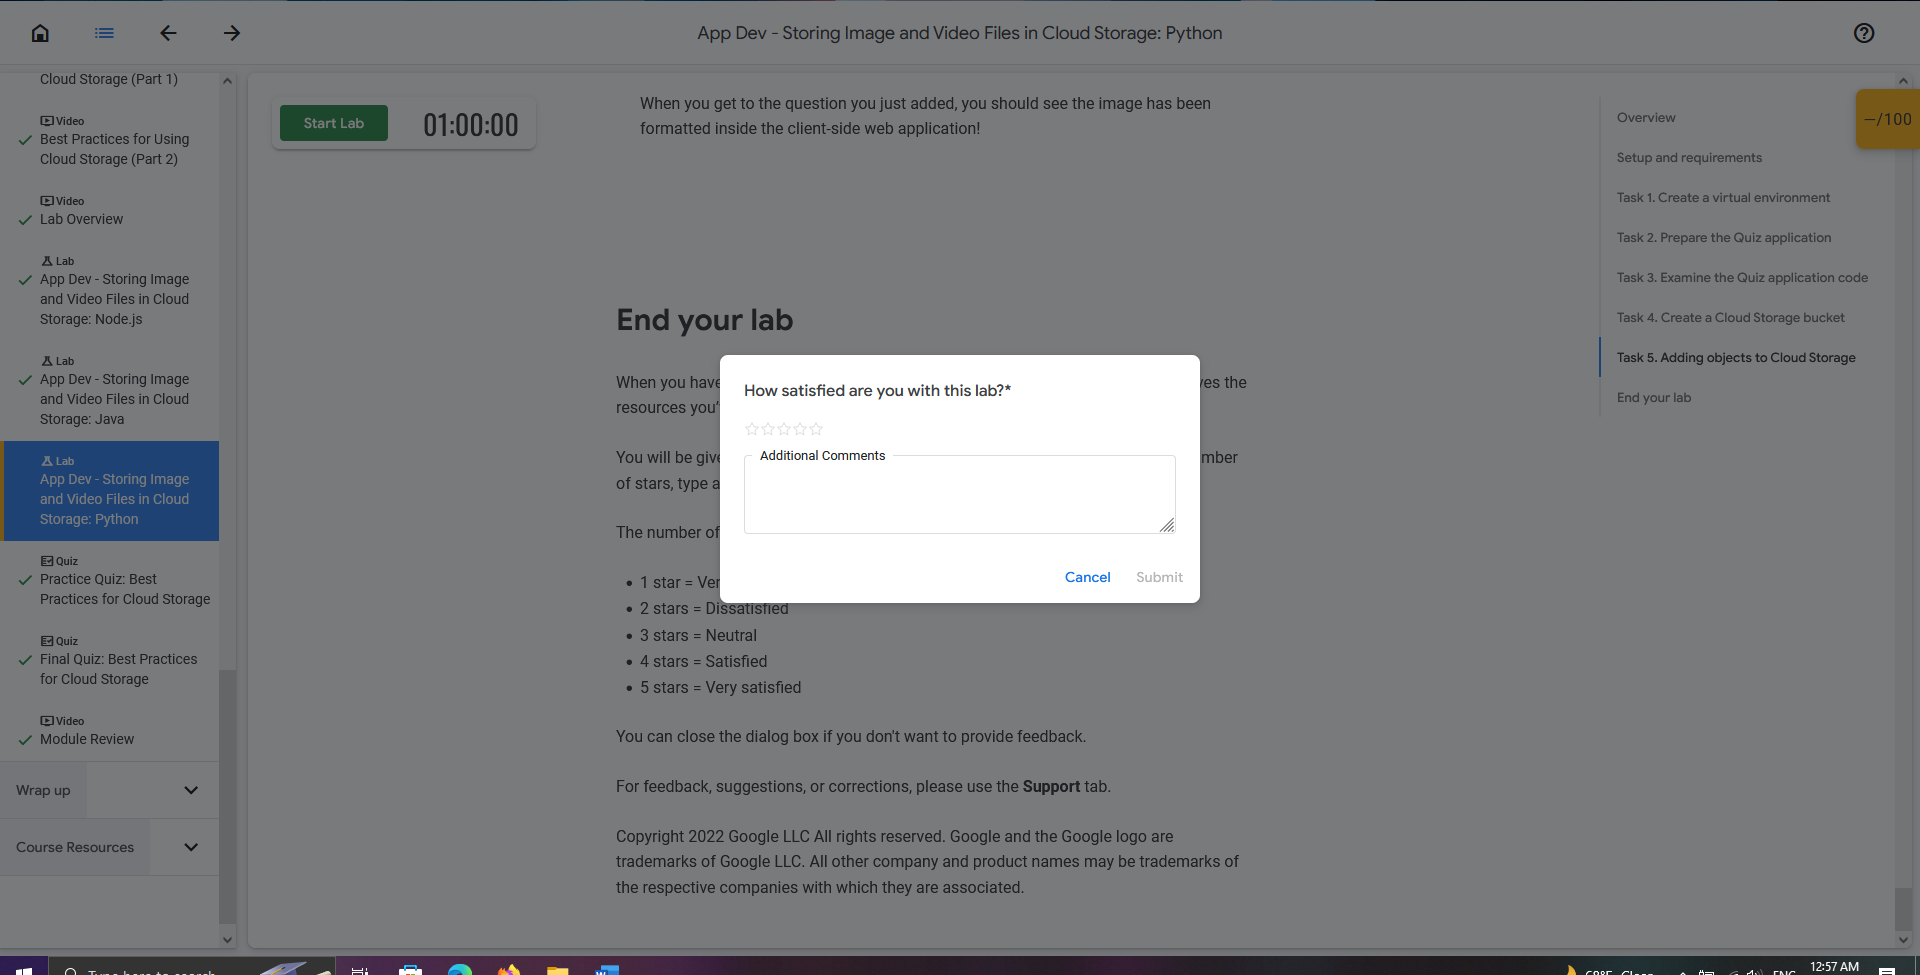 App Dev - Storing Image and Video Files in Cloud Storage: Python
Cloud Storage (Part 1)
Video
Best Practices for Using
Cloud Storage (Part 2)
Video
Lab Overview
Lab
App Dev - Storing Image
and Video Files in Cloud
Storage: Node.js
Lab
App Dev - Storing Image
and Video Files in Cloud
Storage: Java
Lab
App Dev - Storing Image
and Video Files in Cloud
Storage: Python
Quiz
Practice Quiz: Best
Practices for Cloud Storage
Quiz
Final Quiz: Best Practices
for Cloud Storage
Video
Module Review
Wrap up
Course Resources
Start Lab
01:00:00
When you get to the question you just added, you should see the image has been
formatted inside the client-side web application!
End your lab
When you have
the
resources you'
You will be
of stars, type
The number of
1 star =
2 stars = Dissatisfied
3 stars = Neutral
4 stars = Satisfied
5 stars = Very satisfied
You can close the dialog box if you don't want to provide feedback.
For feedback, suggestions, or corrections, please use the Support tab.
Copyright 2022 Google LLC All rights reserved. Google and the Google logo are
trademarks of Google LLC. All other company and product names may be trademarks of
the respective companies with which they are associated.
How satisfied are you with this lab?*
Additional Comments
Cancel
Submit
Overview
Setup and requirements
Task 1. Create a virtual environment
Task 2. Prepare the Quiz application
Task 3. Examine the Quiz application code
Task 4. Create a Cloud Storage bucket
Task 5. Adding objects to Cloud Storage
End your lab
–/100
Type here to search
68°F Clear
ENG
12:57 AM